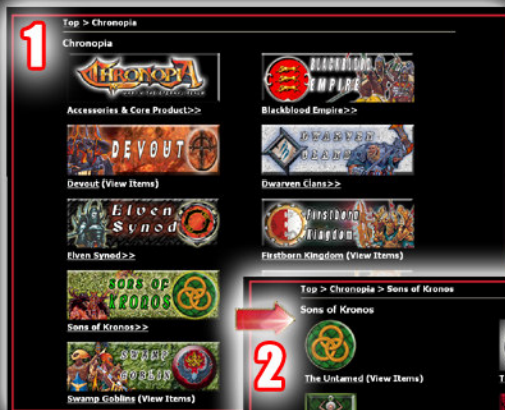 1
Top > Chronopia
Chronopia
CHRONOPIA
Accessories & Core Product>>
BLACKBLOOD
EMPIRE
Blackblood Empire>>
DEVOUT
Devout (View Items)
DWARVEN
CLANS
Dwarven Clans>>
Elven
Synod
Elven Synod>>
Firstborn
Kingdom
Firstborn Kingdom (View Items)
SONS OF
KRONOS
Sons of Kronos>>
SWAMP
GOBLIN
Swamp Goblins (View Items)
2
Top > Chronopia > Sons of Kronos
Sons of Kronos
The Untamed (View Items)
T